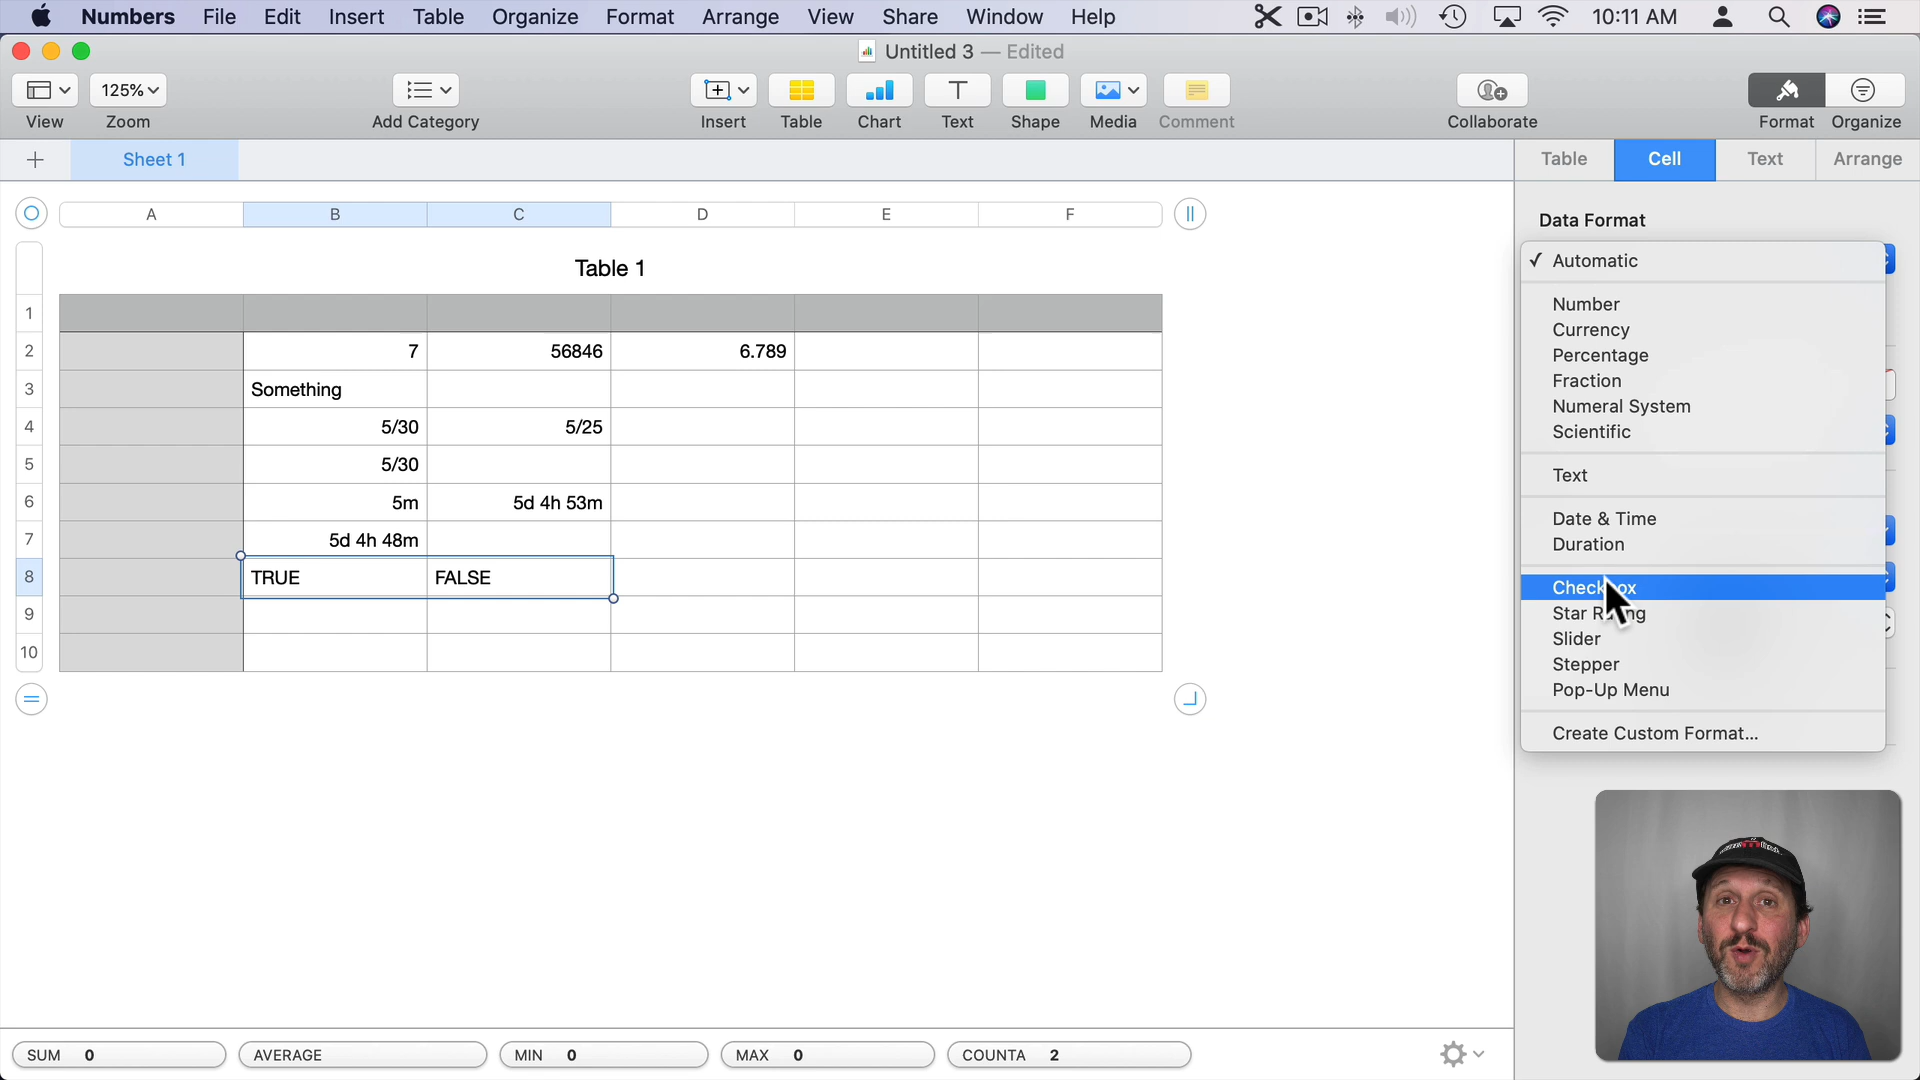 Numbers File Edit Insert Table Organize Format Arrange View Share Window Help 10:11 AM
Untitled 3 — Edited
125%
View Zoom Add Category Insert Table Chart Text Shape Media Comment Collaborate Format Organize
Sheet 1
Table Cell Text Arrange
A B C D E F
Data Format
Table 1
✓ Automatic
Number
Currency
Percentage
Fraction
Numeral System
Scientific
Text
Date & Time
Duration
Checkbox
Star Rating
Slider
Stepper
Pop-Up Menu
Create Custom Format...
1
2 7 56846 6.789
3 Something
4 5/30 5/25
5 5/30
6 5m 5d 4h 53m
7 5d 4h 48m
8 TRUE FALSE
9
10
SUM 0 AVERAGE MIN 0 MAX 0 COUNTA 2